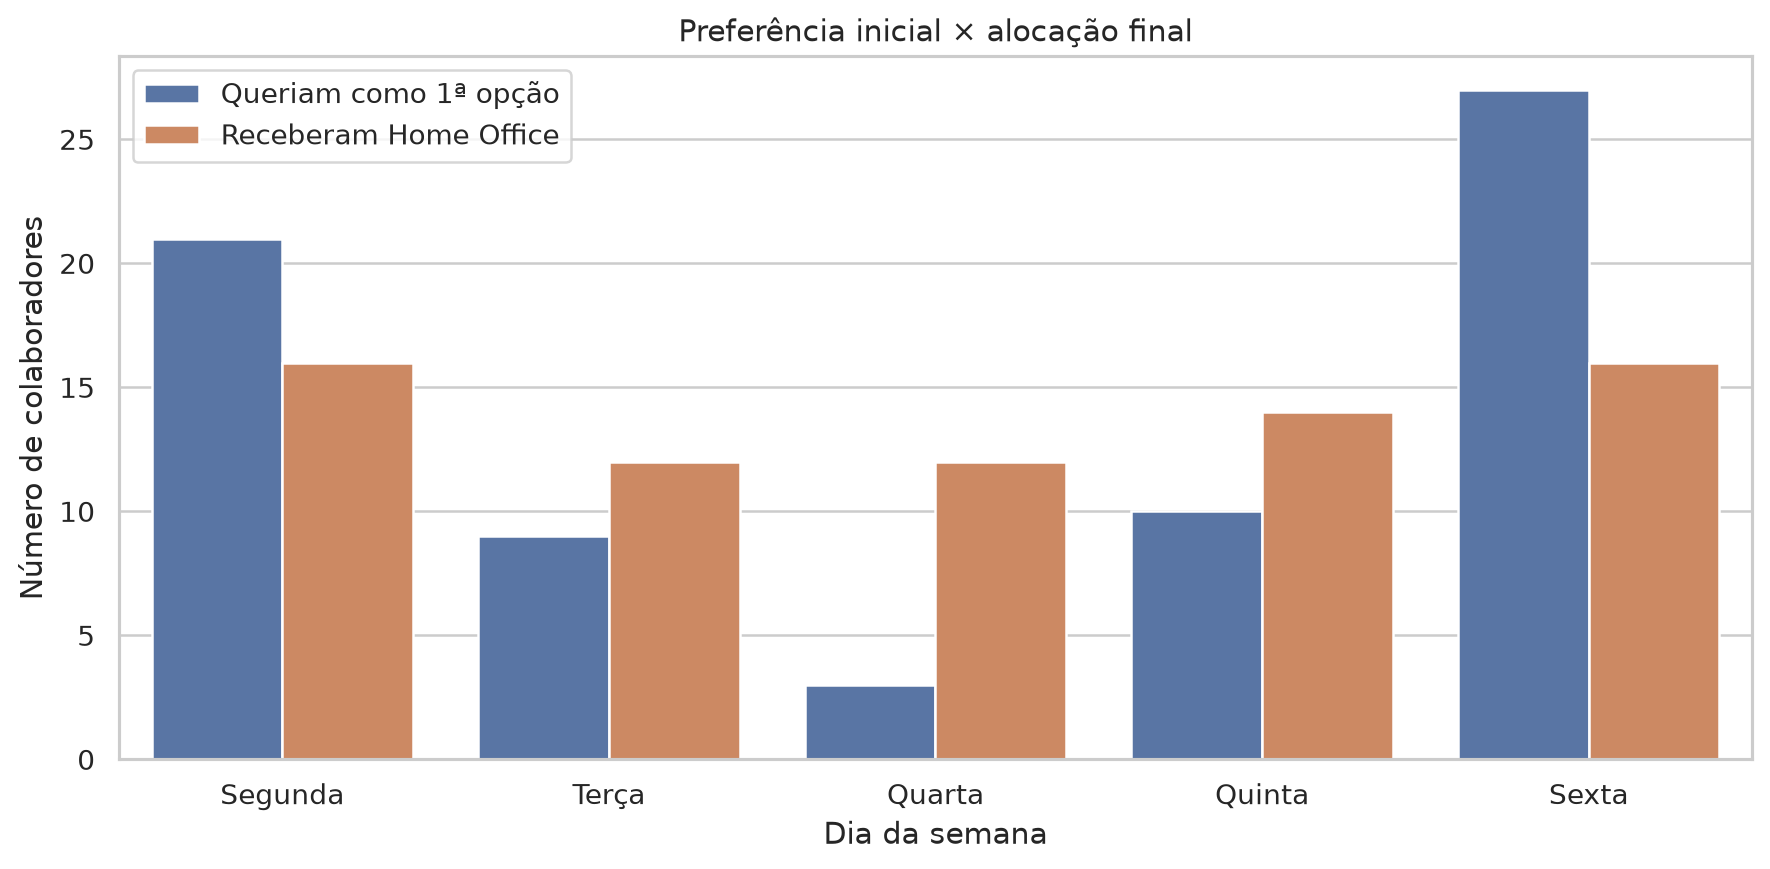 Preferência inicial × alocação final
Queriam como 1ª opção
Receberam Home Office
Número de colaboradores
25
20
15
10
5
0
Segunda
Terça
Quarta
Quinta
Sexta
Dia da semana